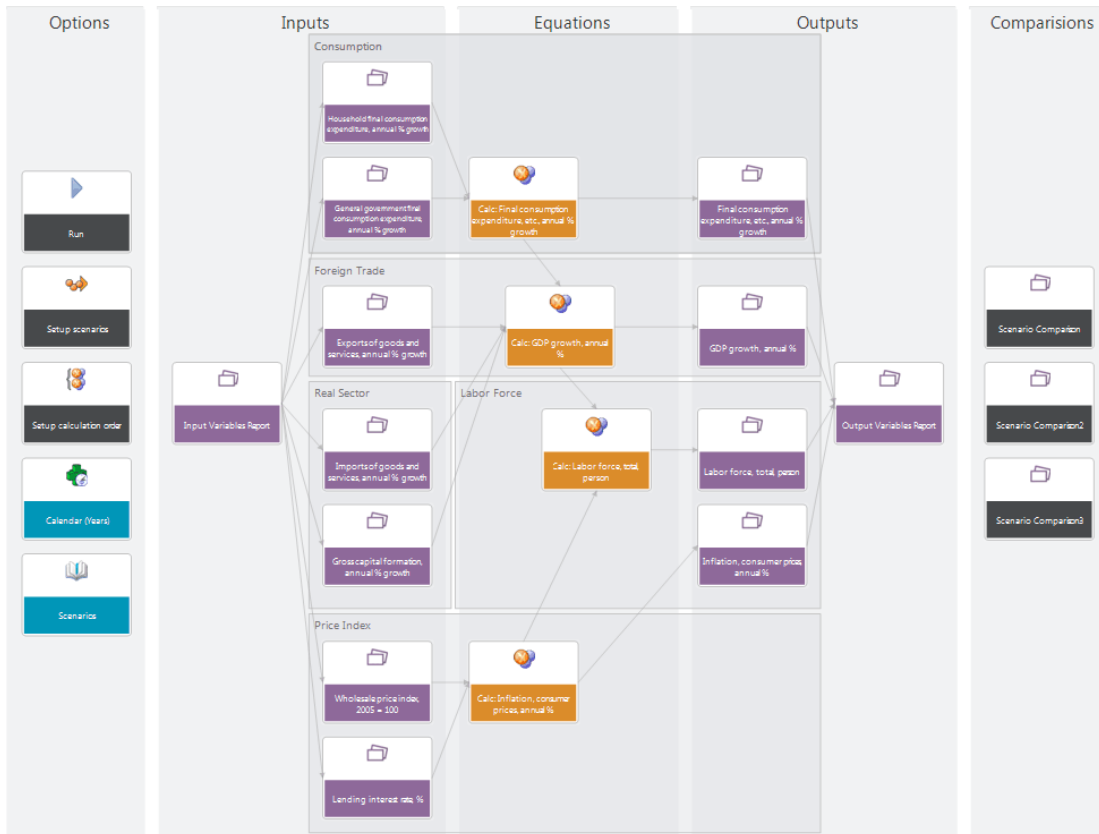 Options
Inputs
Equations
Outputs
Comparisions
Run
Setup scenarios
Setup calculation order
Calendar (Years)
Scenarios
Input Variables Report
Consumption
Household final consumption
expenditure, annual % growth
General government final
consumption expenditure,
annual % growth
Calc: Final consumption
expenditure, etc, annual %
growth
Final consumption
expenditure, etc, annual %
growth
Foreign Trade
Exports of goods and
services, annual % growth
Calc: GDP growth, annual
%
GDP growth, annual %
Real Sector
Imports of goods and
services, annual % growth
Gross capital formation,
annual % growth
Labor Force
Calc: Labor force, total,
person
Labor force, total, person
Inflation, consumer prices,
annual %
Price Index
Wholesale price index,
2005 = 100
Calc: Inflation, consumer
prices, annual %
Lending interest rate, %
Output Variables Report
Scenario Comparison
Scenario Comparison2
Scenario Comparison3